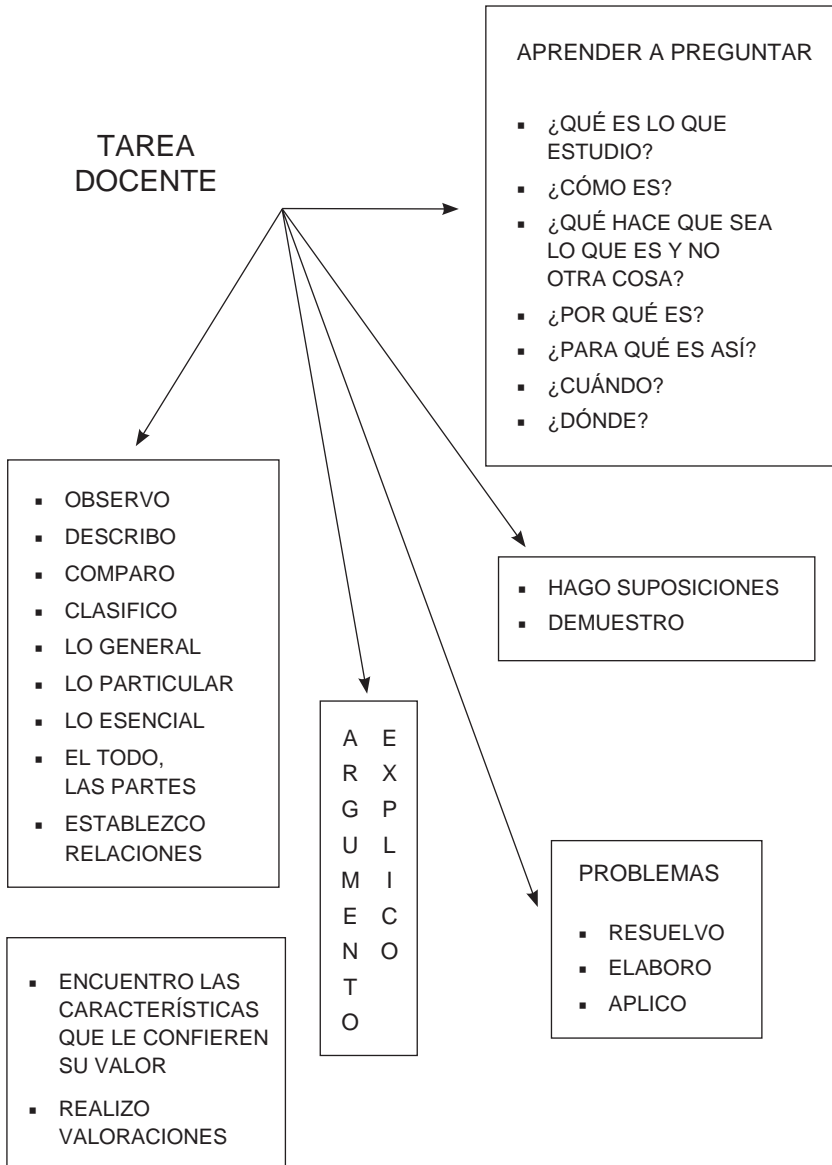 TAREA
DOCENTE
APRENDER A PREGUNTAR
▪ ¿QUÉ ES LO QUE
ESTUDIO?
▪ ¿CÓMO ES?
▪ ¿QUÉ HACE QUE SEA
LO QUE ES Y NO
OTRA COSA?
▪ ¿POR QUÉ ES?
▪ ¿PARA QUÉ ES ASÍ?
▪ ¿CUÁNDO?
▪ ¿DÓNDE?
▪ OBSERVO
▪ DESCRIBO
▪ COMPARO
▪ CLASIFICO
▪ LO GENERAL
▪ LO PARTICULAR
▪ LO ESENCIAL
▪ EL TODO,
LAS PARTES
▪ ESTABLEZCO
RELACIONES
▪ HAGO SUPOSICIONES
▪ DEMUESTRO
ARGUMENTO
EXPLICO
PROBLEMAS
▪ RESUELVO
▪ ELABORO
▪ APLICO
▪ ENCUENTRO LAS
CARACTERÍSTICAS
QUE LE CONFIEREN
SU VALOR
▪ REALIZO
VALORACIONES